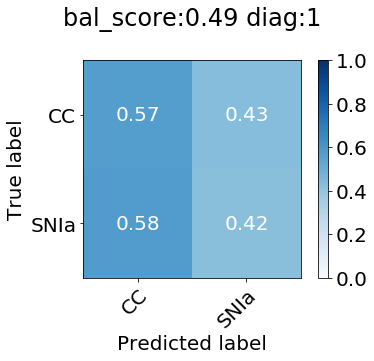 bal_score:0.49 diag:1
1.0
0.8
0.6
0.4
0.2
0.0
True label
CC
0.57 0.43
SNIa
0.58 0.42
CC SNIa
Predicted label